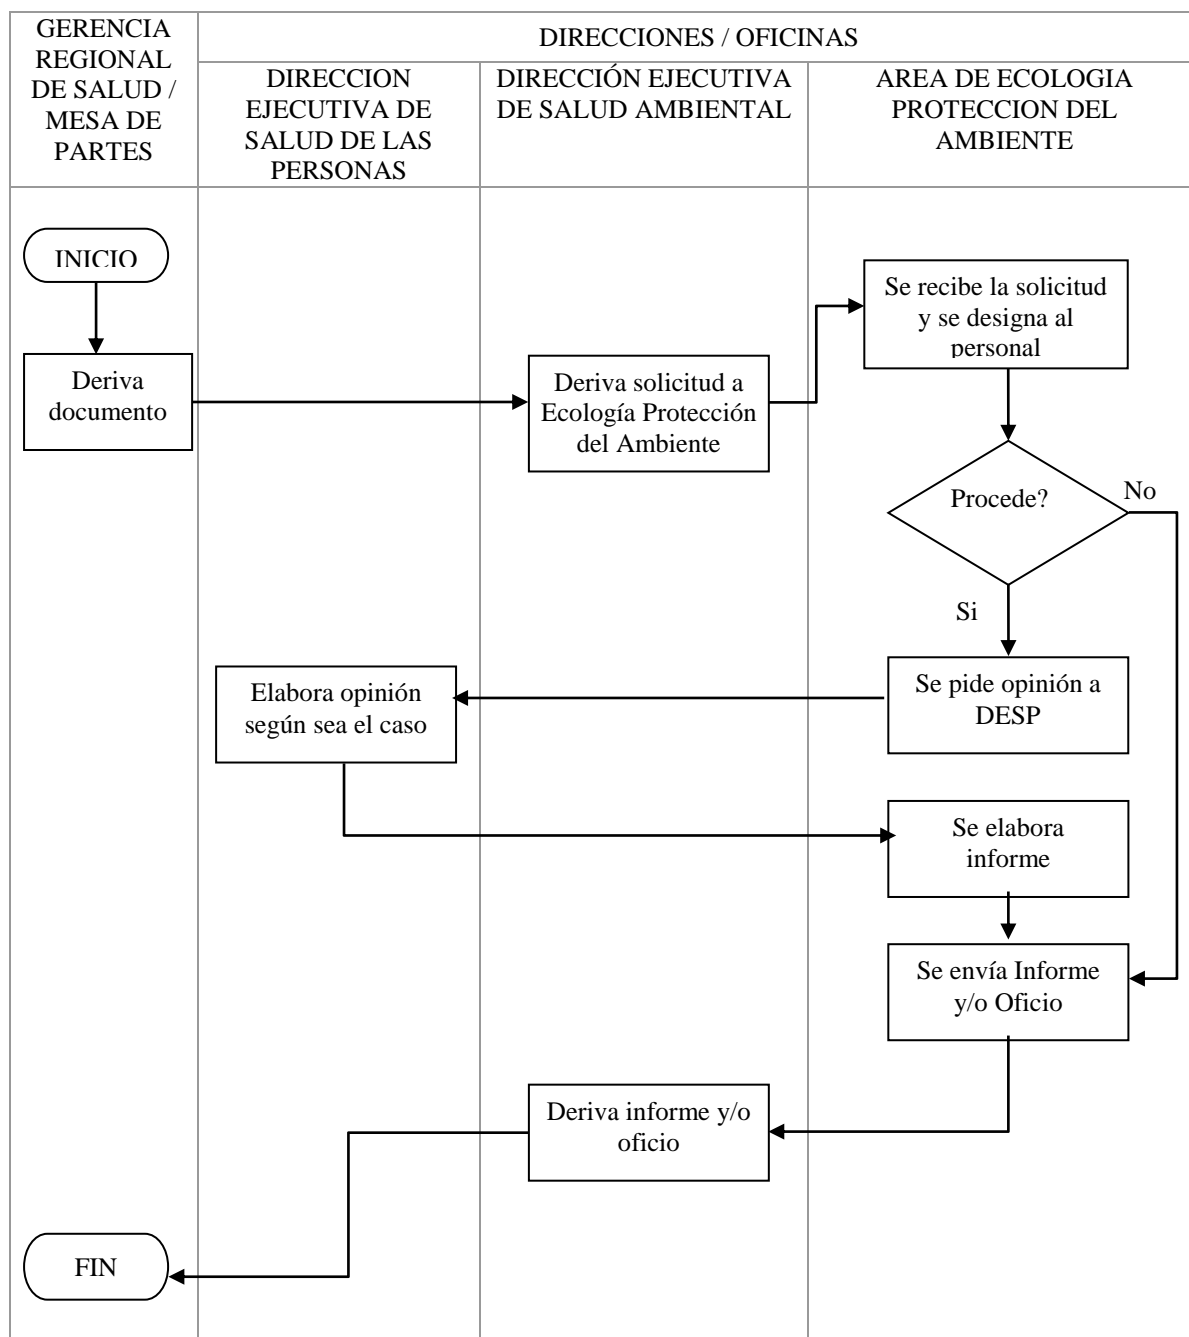 GERENCIA
REGIONAL
DE SALUD /
MESA DE
PARTES
DIRECCIONES / OFICINAS
DIRECCION
EJECUTIVA DE
SALUD DE LAS
PERSONAS
DIRECCIÓN EJECUTIVA
DE SALUD AMBIENTAL
AREA DE ECOLOGIA
PROTECCION DEL
AMBIENTE
INICIO
Deriva
documento
Deriva solicitud a
Ecología Protección
del Ambiente
Se recibe la solicitud
y se designa al
personal
Procede?
No
Si
Se pide opinión a
DESP
Elabora opinión
según sea el caso
Se elabora
informe
Se envía Informe
y/o Oficio
Deriva informe y/o
oficio
FIN